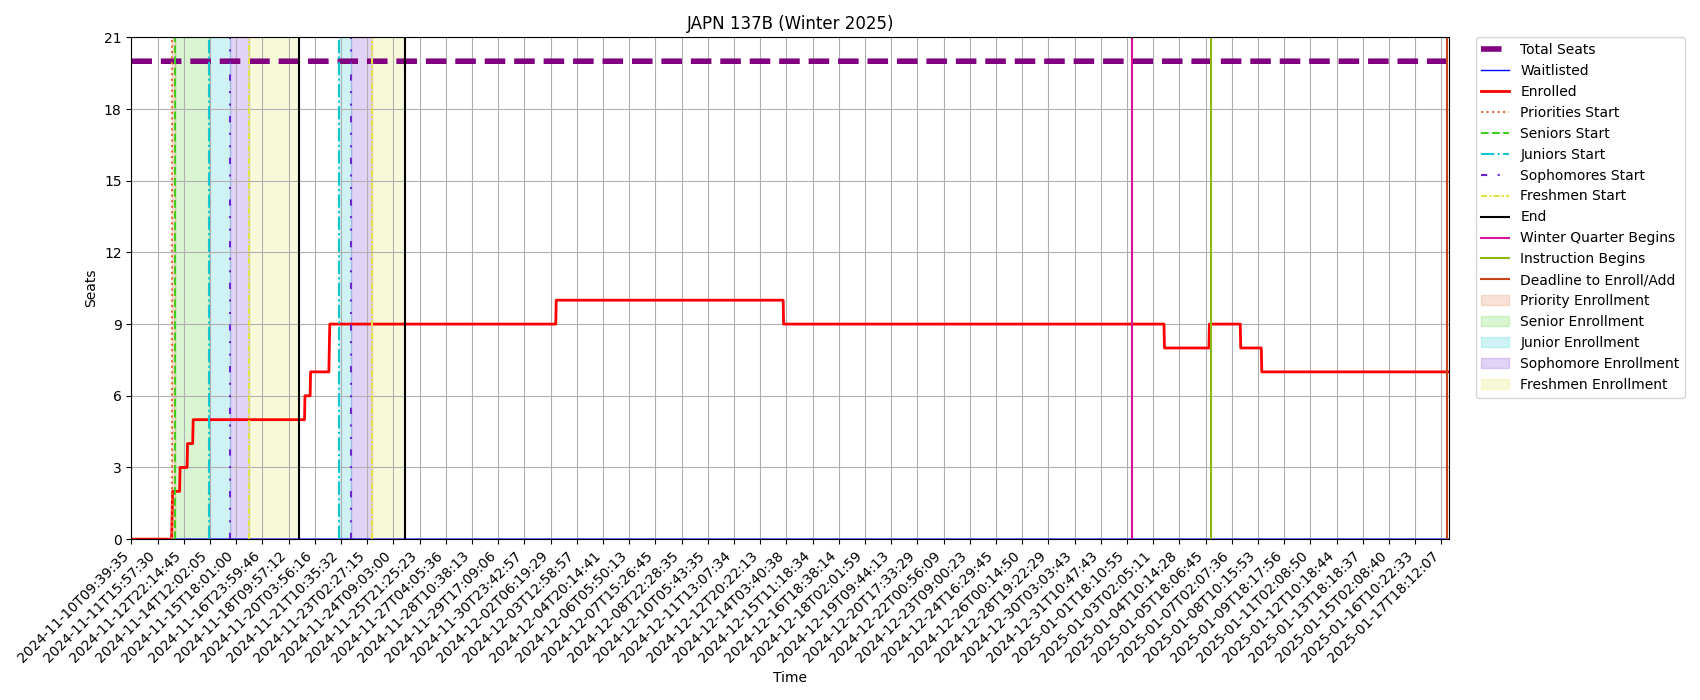 JAPN 137B (Winter 2025)
21
18
15
12
9
6
3
0
Seats
2024-11-10T09:39:35
2024-11-11T15:57:30
2024-11-12T22:14:45
2024-11-14T12:02:05
2024-11-15T18:01:00
2024-11-16T23:59:46
2024-11-18T09:57:12
2024-11-20T03:56:16
2024-11-21T10:35:32
2024-11-23T02:27:15
2024-11-24T09:03:00
2024-11-25T21:25:23
2024-11-27T04:05:36
2024-11-28T10:38:13
2024-11-29T17:09:06
2024-11-30T23:42:57
2024-12-02T06:19:29
2024-12-03T12:58:57
2024-12-04T20:14:41
2024-12-06T05:50:13
2024-12-07T15:26:45
2024-12-08T22:28:35
2024-12-10T05:43:35
2024-12-11T13:07:34
2024-12-12T20:22:13
2024-12-14T03:40:38
2024-12-15T11:18:34
2024-12-16T18:38:14
2024-12-18T02:01:59
2024-12-19T09:44:13
2024-12-20T17:33:29
2024-12-22T00:56:09
2024-12-23T09:00:23
2024-12-24T16:29:45
2024-12-26T00:14:50
2024-12-28T19:22:29
2024-12-30T03:03:45
2024-12-31T10:47:43
2025-01-01T18:10:55
2025-01-03T02:05:11
2025-01-04T10:14:28
2025-01-05T18:06:45
2025-01-07T02:07:36
2025-01-08T10:15:53
2025-01-09T18:17:56
2025-01-11T02:08:50
2025-01-12T10:18:44
2025-01-13T18:18:37
2025-01-15T02:08:40
2025-01-16T10:22:33
2025-01-17T18:12:07
Time
Total Seats
Waitlisted
Enrolled
Priorities Start
Seniors Start
Juniors Start
Sophomores Start
Freshmen Start
End
Winter Quarter Begins
Instruction Begins
Deadline to Enroll/Add
Priority Enrollment
Senior Enrollment
Junior Enrollment
Sophomore Enrollment
Freshmen Enrollment